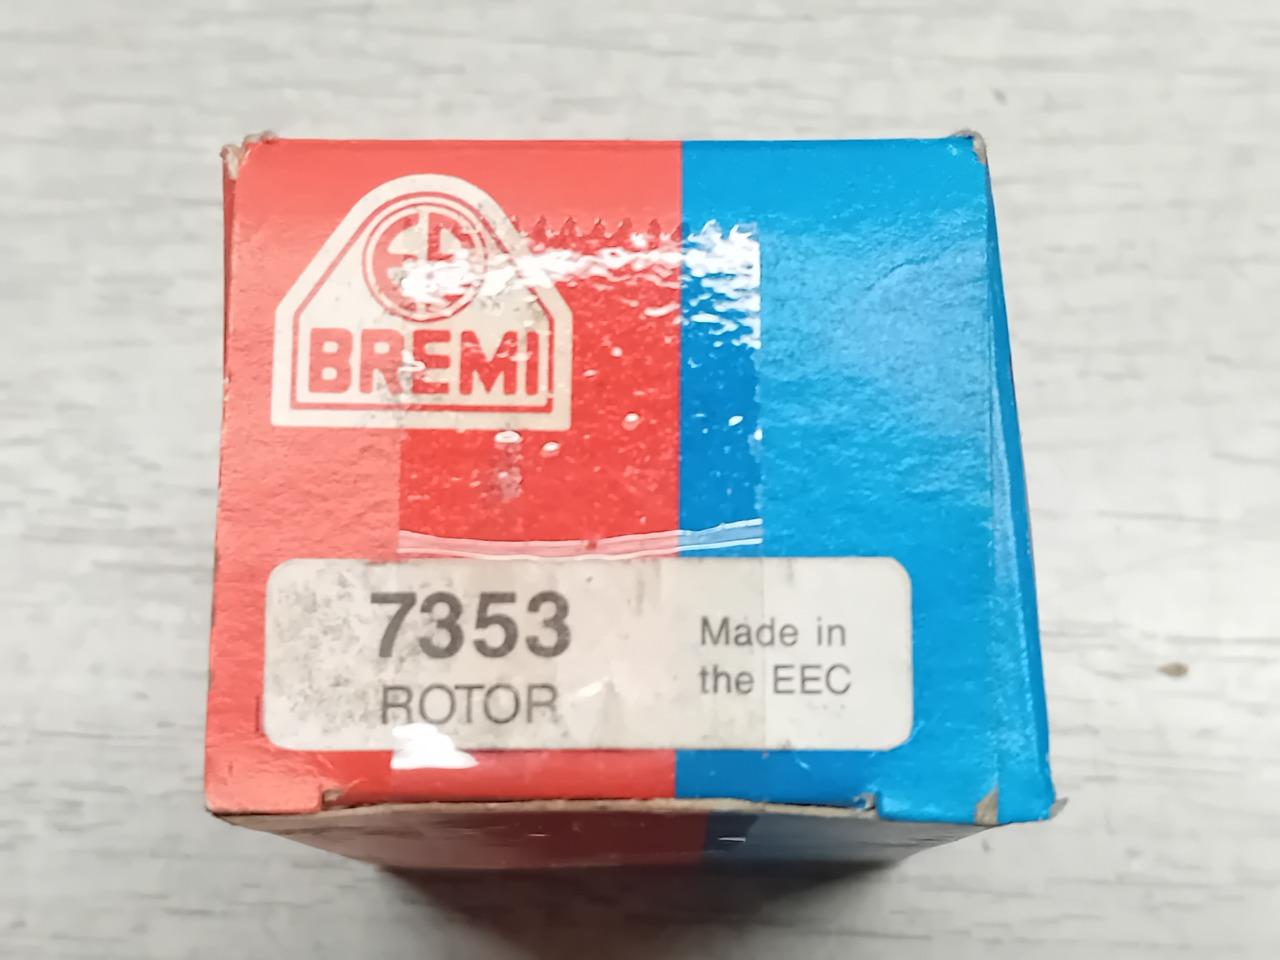 BREMI
7353
ROTOR
Made in
the EEC